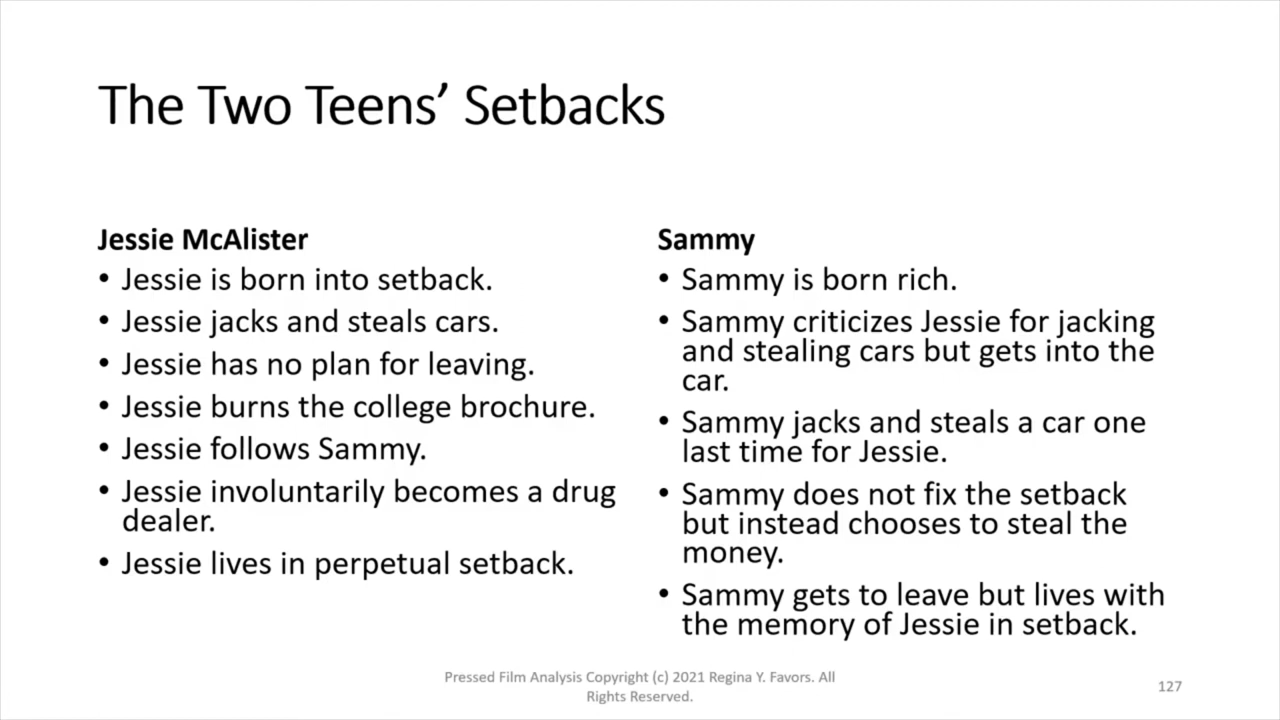 The Two Teens’ Setbacks
Jessie McAlister
• Jessie is born into setback.
• Jessie jacks and steals cars.
• Jessie has no plan for leaving.
• Jessie burns the college brochure.
• Jessie follows Sammy.
• Jessie involuntarily becomes a drug
dealer.
• Jessie lives in perpetual setback.
Sammy
• Sammy is born rich.
• Sammy criticizes Jessie for jacking
and stealing cars but gets into the
car.
• Sammy jacks and steals a car one
last time for Jessie.
• Sammy does not fix the setback
but instead chooses to steal the
money.
• Sammy gets to leave but lives with
the memory of Jessie in setback.
Pressed Film Analysis Copyright (c) 2021 Regina Y. Favors. All
Rights Reserved.
127